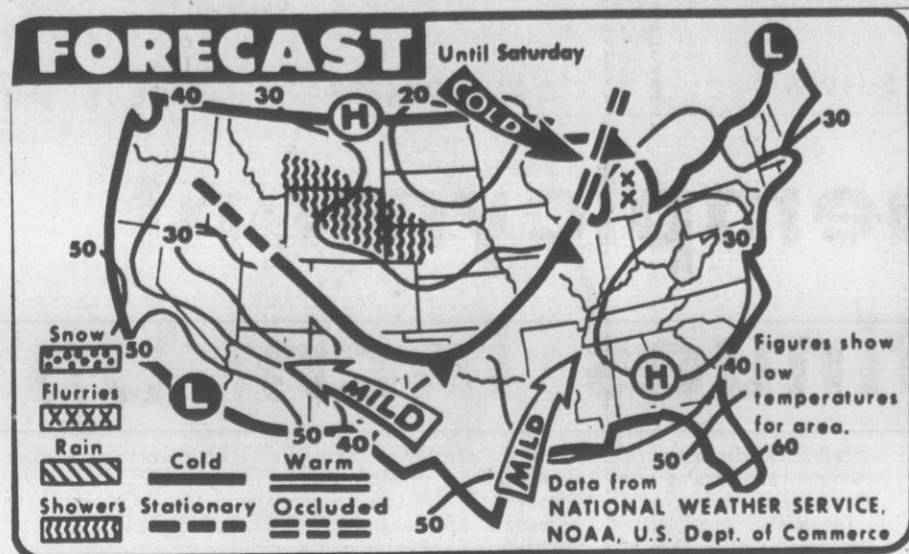 FORECAST
Until Saturday
L
40 30 H 20
COLD
30
XX
50
30
30
Snow
50
Flurries
XXXX
Rain
Showers
L
MILD
50 40
Cold Warm
Stationary Occluded
MILD
H
40
50
60
50
Figures show
low
temperatures
for area.
Data from
NATIONAL WEATHER SERVICE,
NOAA, U.S. Dept. of Commerce